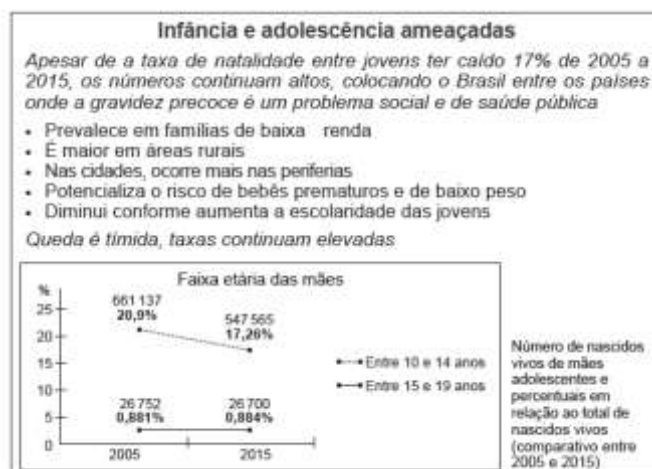 Infância e adolescência ameaçadas
Apesar de a taxa de natalidade entre jovens ter caído 17% de 2005 a
2015, os números continuam altos, colocando o Brasil entre os países
onde a gravidez precoce é um problema social e de saúde pública
• Prevalece em famílias de baixa renda
• É maior em áreas rurais
• Nas cidades, ocorre mais nas periferias
• Potencializa o risco de bebês prematuros e de baixo peso
• Diminui conforme aumenta a escolaridade das jovens
Queda é tímida, taxas continuam elevadas
Faixa etária das mães
%
25
20
15
10
5
0
661 137
20,9%
547 565
17,26%
26 752
0,881%
26 700
0,884%
2005
2015
Entre 10 e 14 anos
Entre 15 e 19 anos
Número de nascidos
vivos de mães
adolescentes e
percentuais em
relação ao total de
nascidos vivos
(comparativo entre
2005 e 2015)